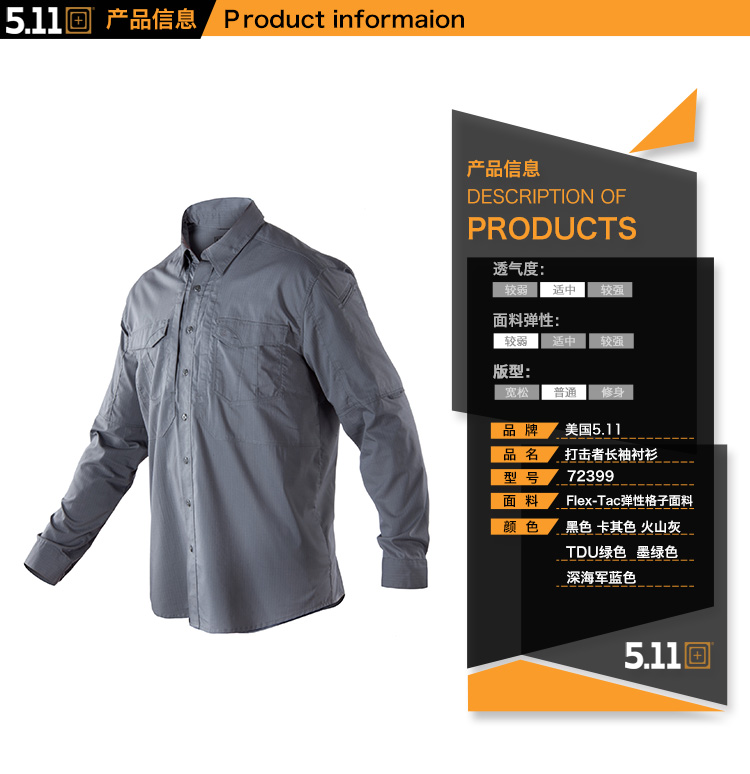 5.11 产品信息 Product informaion
产品信息
DESCRIPTION OF
PRODUCTS
透气度:
较弱 适中 较强
面料弹性:
较弱 适中 较强
版型:
宽松 普通 修身
品 牌 美国5.11
品 名 打击者长袖衬衫
型 号 72399
面 料 Flex-Tac弹性格子面料
颜 色 黑色 卡其色 火山灰
TDU绿色 墨绿色
深海军蓝色
5.11